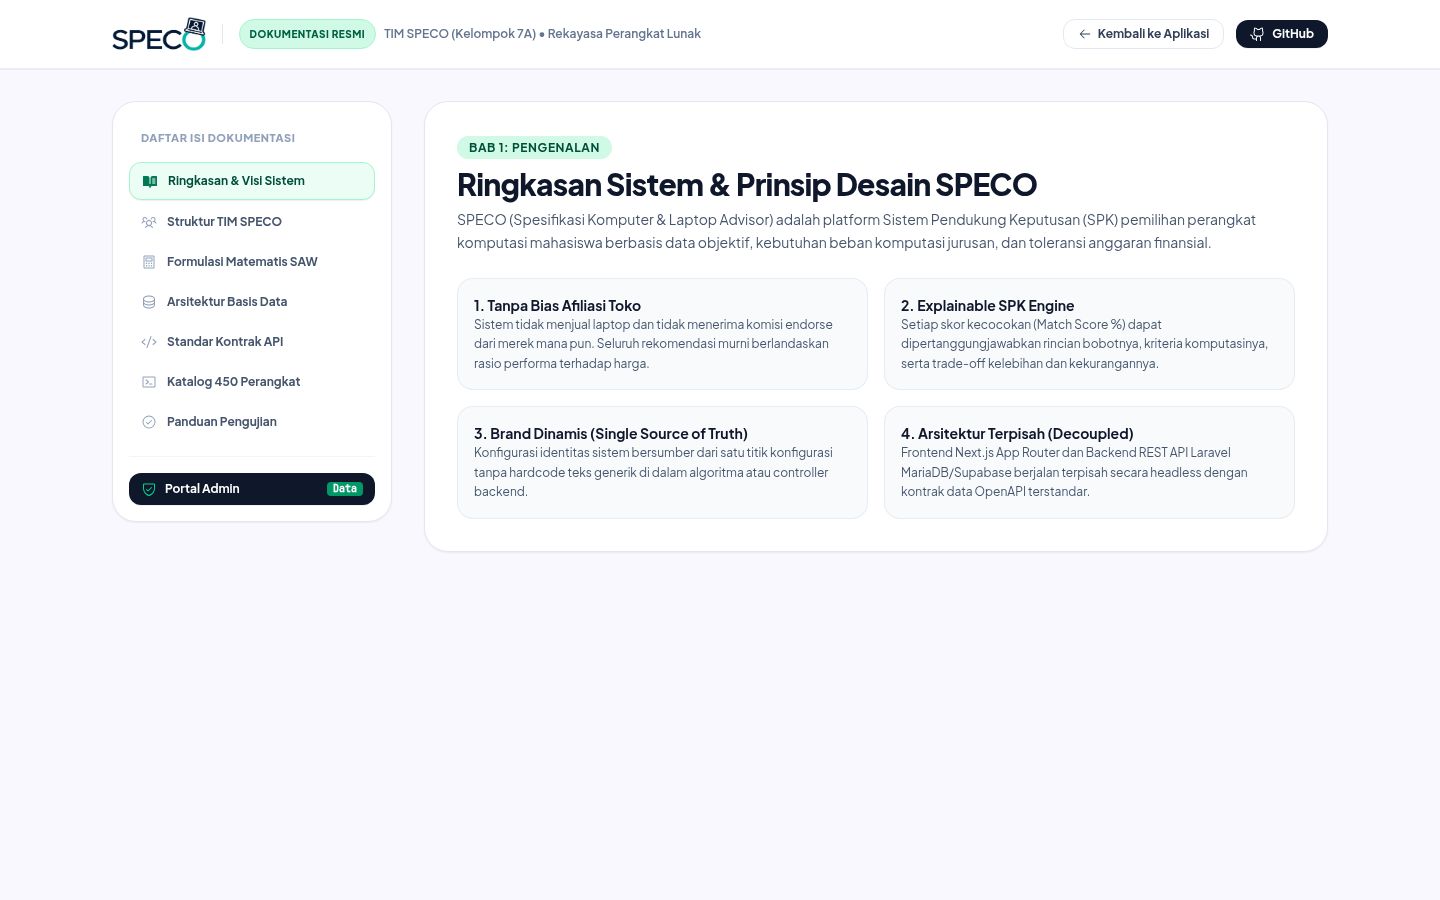 SPECO
DOKUMENTASI RESMI
TIM SPECO (Kelompok 7A) • Rekayasa Perangkat Lunak
Kembali ke Aplikasi
GitHub
DAFTAR ISI DOKUMENTASI
Ringkasan & Visi Sistem
Struktur TIM SPECO
Formulasi Matematis SAW
Arsitektur Basis Data
Standar Kontrak API
Katalog 450 Perangkat
Panduan Pengujian
Portal Admin
Data
BAB 1: PENGENALAN
Ringkasan Sistem & Prinsip Desain SPECO
SPECO (Spesifikasi Komputer & Laptop Advisor) adalah platform Sistem Pendukung Keputusan (SPK) pemilihan perangkat
komputasi mahasiswa berbasis data objektif, kebutuhan beban komputasi jurusan, dan toleransi anggaran finansial.
1. Tanpa Bias Afiliasi Toko
Sistem tidak menjual laptop dan tidak menerima komisi endorse
dari merek mana pun. Seluruh rekomendasi murni berlandaskan
rasio performa terhadap harga.
2. Explainable SPK Engine
Setiap skor kecocokan (Match Score %) dapat
dipertanggungjawabkan rincian bobotnya, kriteria komputasinya,
serta trade-off kelebihan dan kekurangannya.
3. Brand Dinamis (Single Source of Truth)
Konfigurasi identitas sistem bersumber dari satu titik konfigurasi
tanpa hardcode teks generik di dalam algoritma atau controller
backend.
4. Arsitektur Terpisah (Decoupled)
Frontend Next.js App Router dan Backend REST API Laravel
MariaDB/Supabase berjalan terpisah secara headless dengan
kontrak data OpenAPI terstandar.